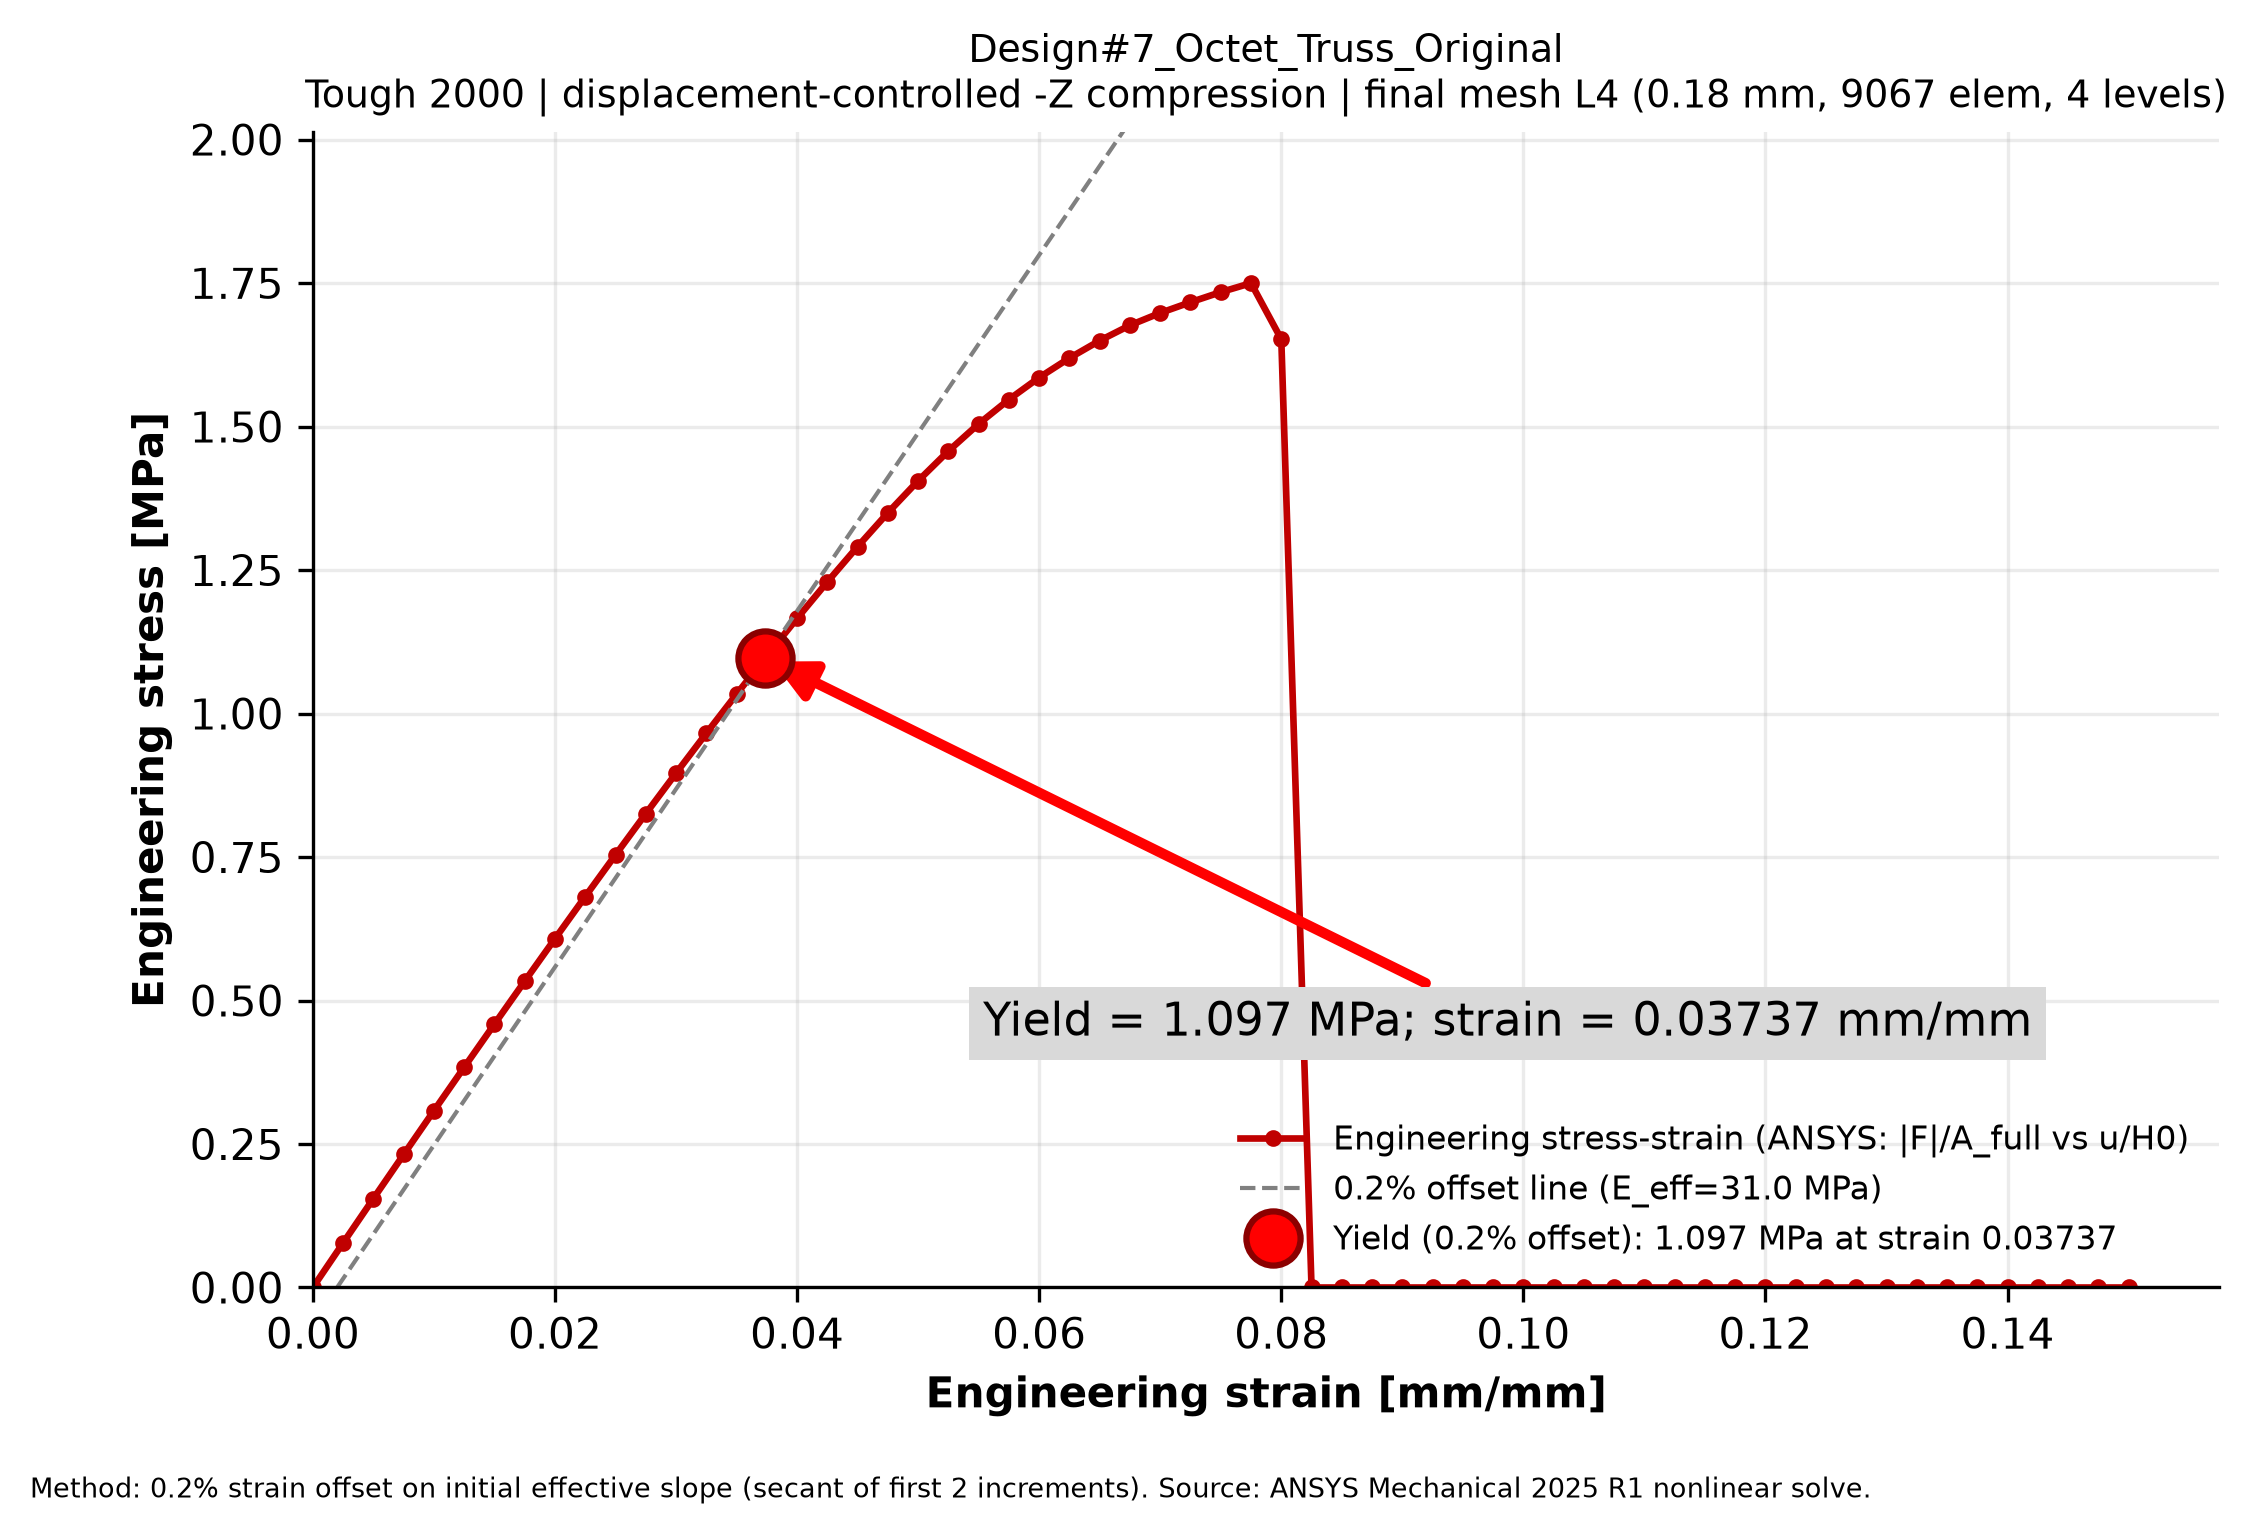 Design#7_Octet_Truss_Original
Tough 2000 | displacement-controlled -Z compression | final mesh L4 (0.18 mm, 9067 elem, 4 levels)
Engineering stress [MPa]
2.00
1.75
1.50
1.25
1.00
0.75
0.50
0.25
0.00
Yield = 1.097 MPa; strain = 0.03737 mm/mm
Engineering stress-strain (ANSYS: |F|/A_full vs u/H0)
0.2% offset line (E_eff=31.0 MPa)
Yield (0.2% offset): 1.097 MPa at strain 0.03737
0.00 0.02 0.04 0.06 0.08 0.10 0.12 0.14
Engineering strain [mm/mm]
Method: 0.2% strain offset on initial effective slope (secant of first 2 increments). Source: ANSYS Mechanical 2025 R1 nonlinear solve.